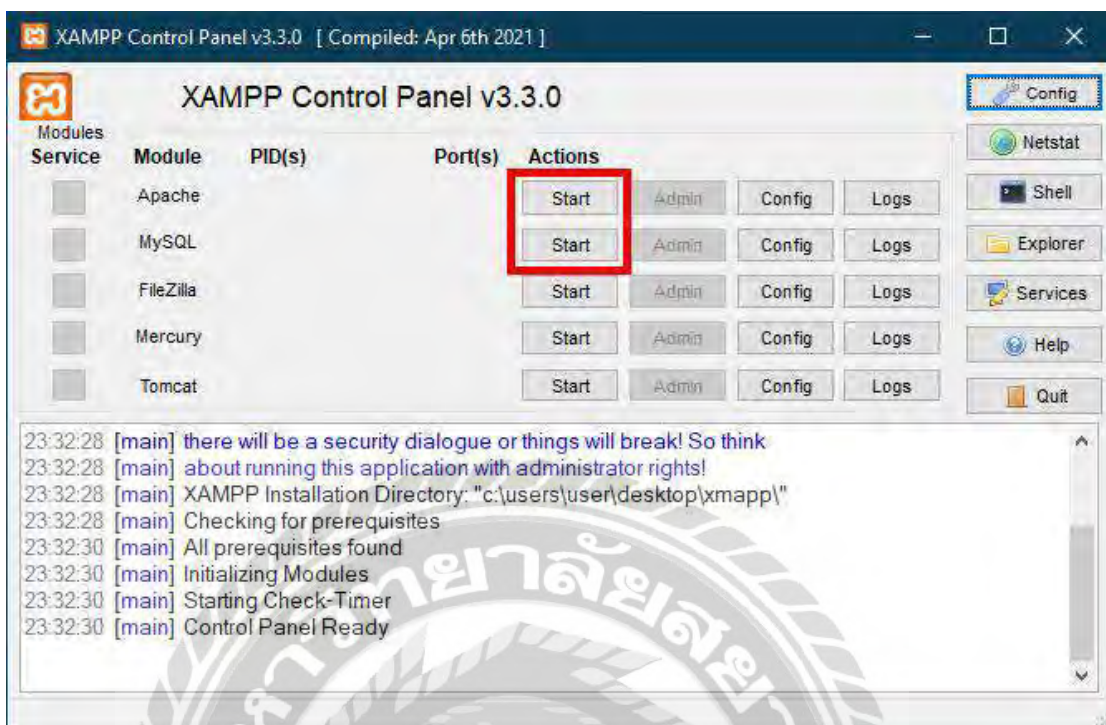 XAMPP Control Panel v3.3.0 [ Compiled: Apr 6th 2021 ]
XAMPP Control Panel v3.3.0
Modules
Service Module PID(s) Port(s) Actions
Apache Start Admin Config Logs
MySQL Start Admin Config Logs
FileZilla Start Admin Config Logs
Mercury Start Admin Config Logs
Tomcat Start Admin Config Logs
Config
Netstat
Shell
Explorer
Services
Help
Quit
23:32:28 [main] there will be a security dialogue or things will break! So think
23:32:28 [main] about running this application with administrator rights!
23:32:28 [main] XAMPP Installation Directory: "c:\users\user\desktop\xmapp\"
23:32:28 [main] Checking for prerequisites
23:32:30 [main] All prerequisites found
23:32:30 [main] Initializing Modules
23:32:30 [main] Starting Check-Timer
23:32:30 [main] Control Panel Ready